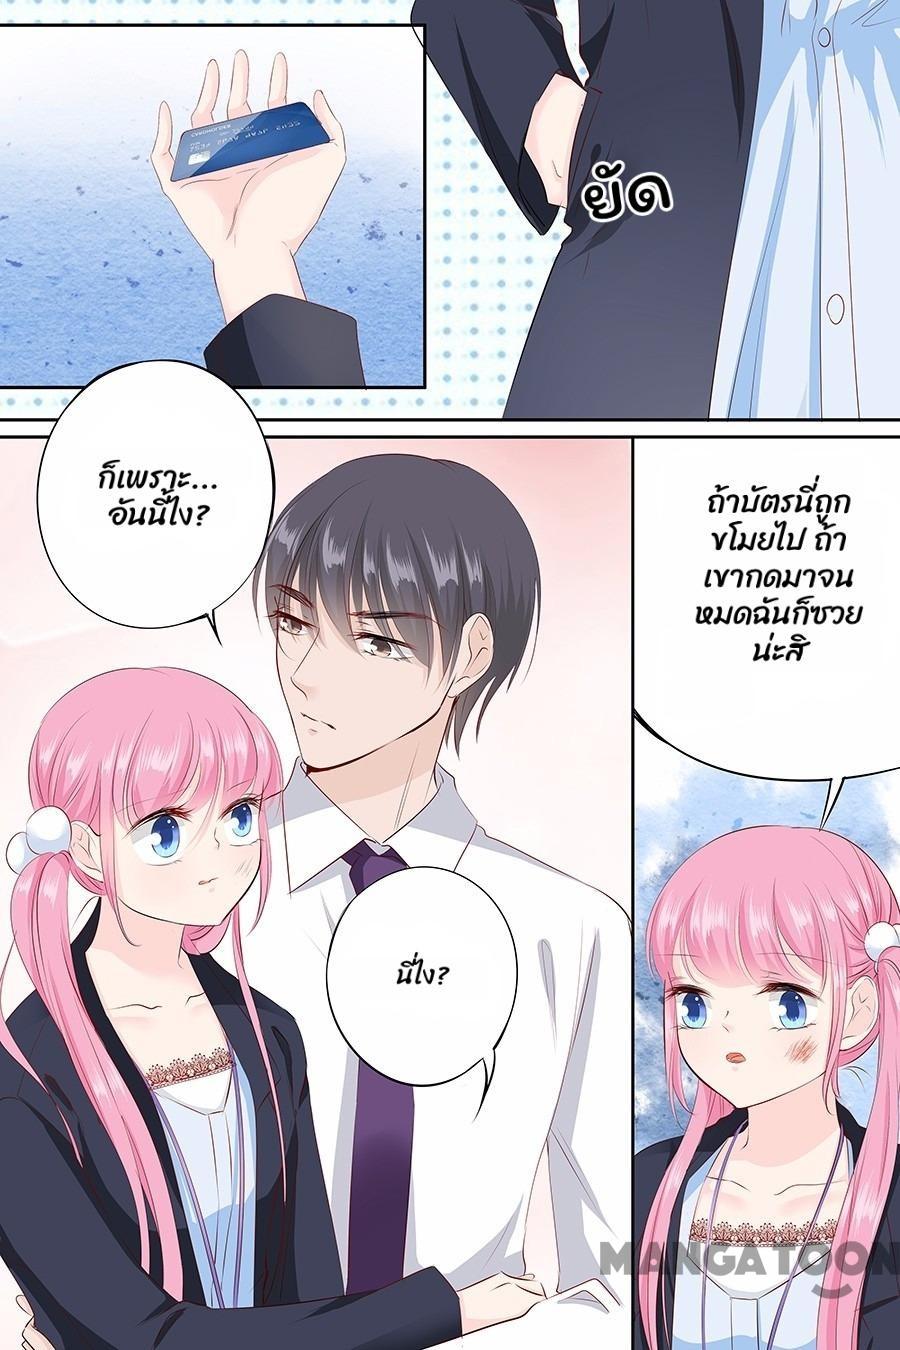 ยัด
ก็เพราะ...
อันนี้ไง?
นี่ไง?
ถ้าบัตรนี่ถูก
ขโมยไป ถ้า
เขากดมาจน
หมดฉันก็ซวย
น่ะสิ
MANGATOON